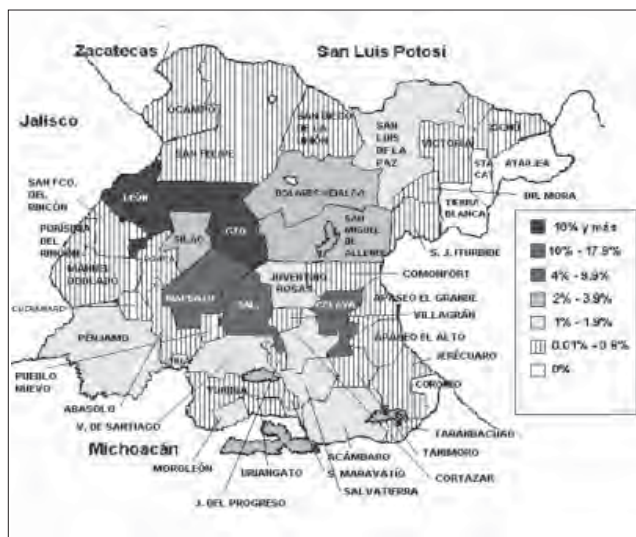 Zacatecas
San Luis Potosí
Jalisco
Michoacán
OCAMPO
SAN FELIPE
SAN DIEGO
DE LA
UNIÓN
SAN
LUIS
DE LA
PAZ
VICTORIA
XICHÚ
STA
CAT
ATARJEA
DR. MORA
TIERRA
BLANCA
S. J. ITURBIDE
SAN FCO.
DEL
RINCÓN
PURISIMA
DEL
RINCÓN
LEÓN
GTO
SILAO
DOLORES HIDALGO
SAN
MIGUEL
DE
ALLENDE
MANUEL
DOBLADO
CUERAMARO
IRAPUATO
SAL.
JUVENTINO
ROSAS
CELAYA
COMONFORT
APASEO EL GRANDE
VILLAGRÁN
APASEO EL ALTO
JERÉCUARO
CORONEO
PÉNJAMO
PUEBLO
NUEVO
ABASOLO
V. DE SANTIAGO
YURIRIA
MOROLEÓN
URIANGATO
J. DEL PROGRESO
ACÁMBARO
S. MARAVATÍO
SALVATIERRA
CORTAZAR
TARIMORO
TARANDACUAO
18% y más
10% - 17.9%
4% - 9.9%
2% - 3.9%
1% - 1.9%
0.01% - 0.9%
0%